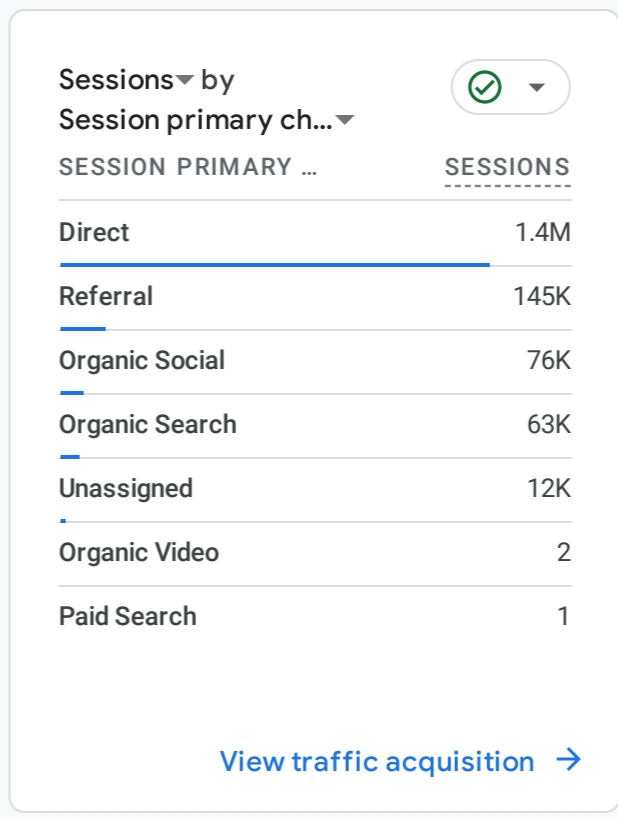 Sessions by
Session primary ch...
SESSION PRIMARY ... SESSIONS
Direct 1.4M
Referral 145K
Organic Social 76K
Organic Search 63K
Unassigned 12K
Organic Video 2
Paid Search 1
View traffic acquisition